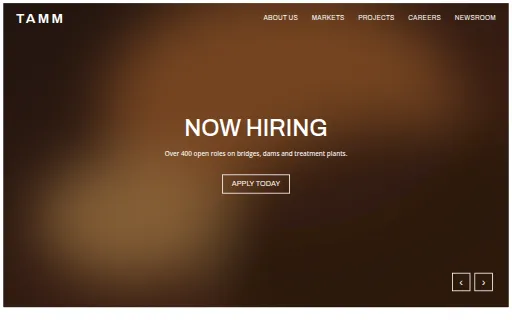 TAMM
ABOUT US MARKETS PROJECTS CAREERS NEWSROOM
NOW HIRING
Over 400 open roles on bridges, dams and treatment plants.
APPLY TODAY
‹ ›